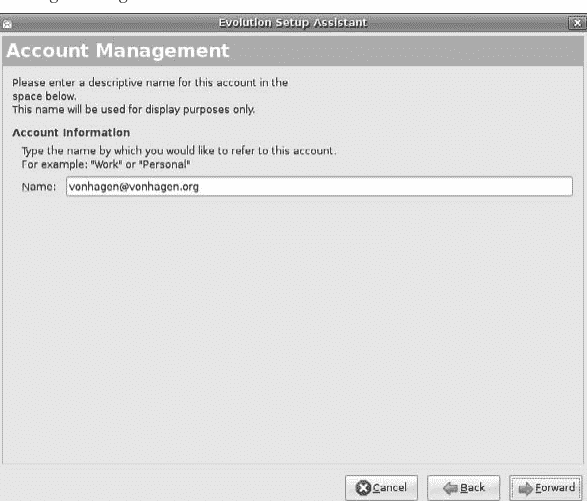 Evolution Setup Assistant
Account Management
Please enter a descriptive name for this account in the
space below.
This name will be used for display purposes only.
Account Information
Type the name by which you would like to refer to this account.
For example: "Work" or "Personal"
Name: vonhagen@vonhagen.org
Cancel Back Forward